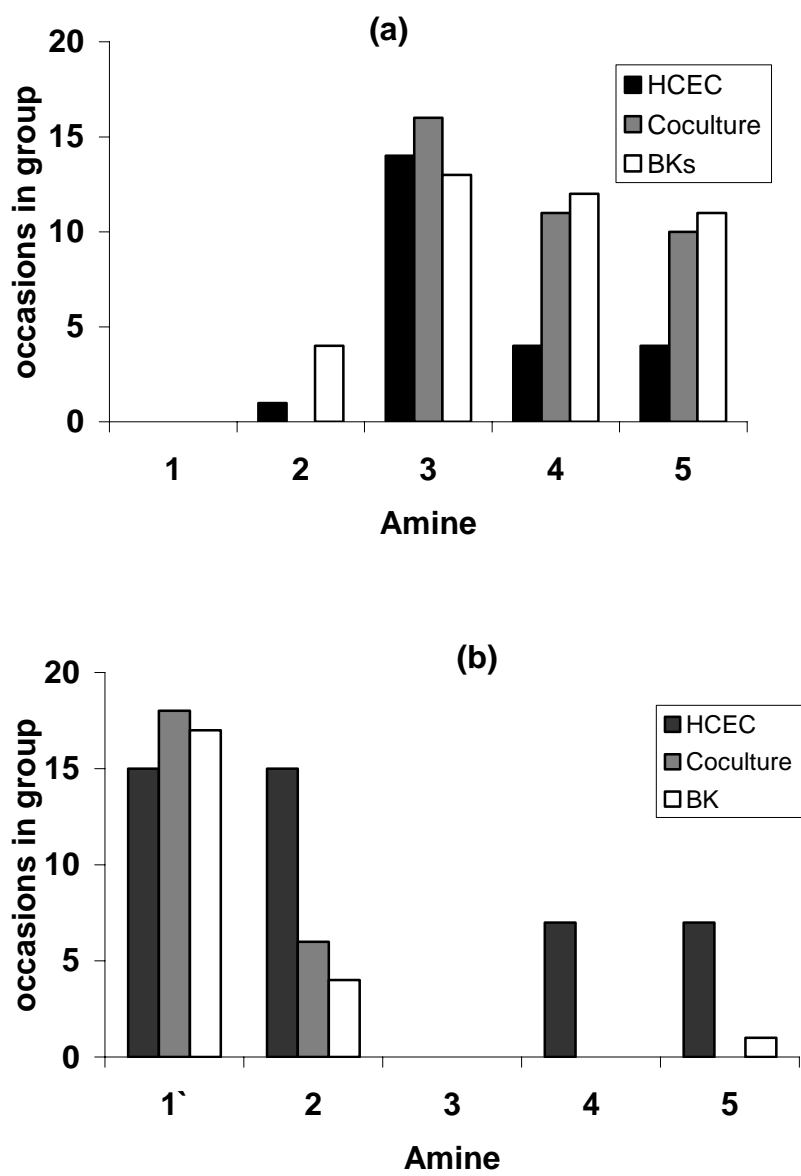 (a)
20
15
10
5
0
occasions in group
HCEC
Coculture
BKs
1 2 3 4 5
Amine
(b)
20
15
10
5
0
occasions in group
HCEC
Coculture
BK
1` 2 3 4 5
Amine